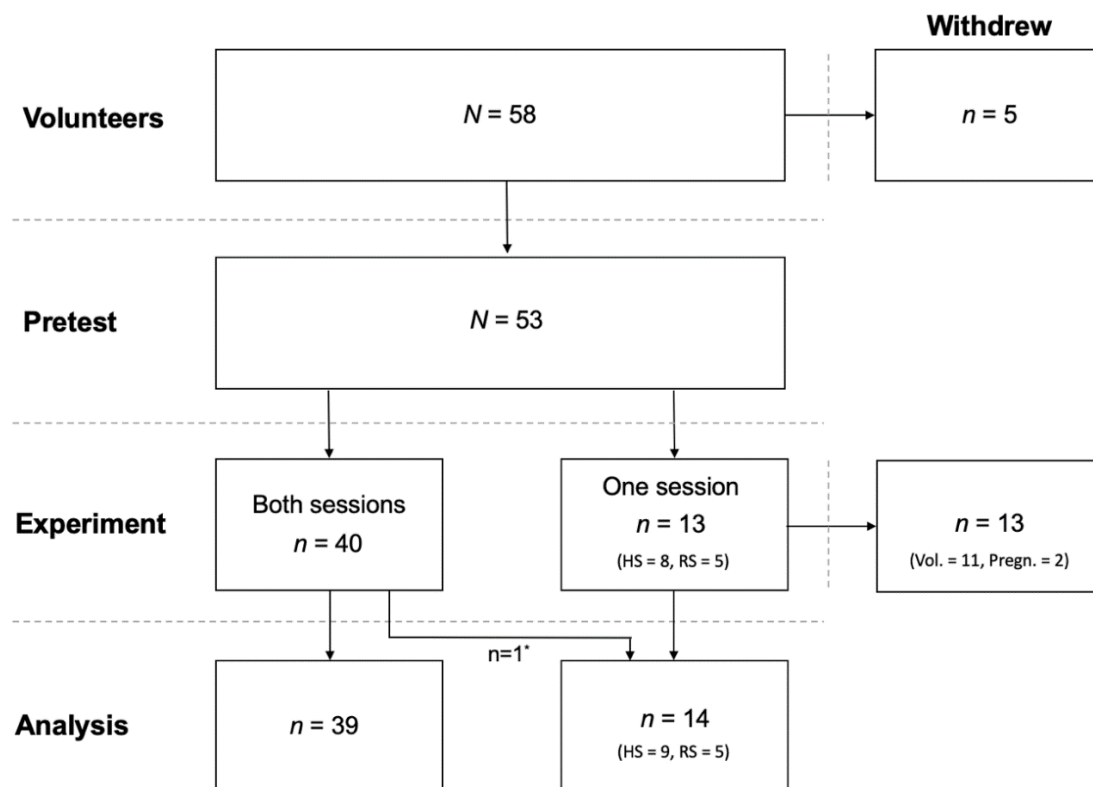 Withdrew
Volunteers
N = 58
n = 5
Pretest
N = 53
Experiment
Both sessions
n = 40
One session
n = 13
(HS = 8, RS = 5)
n = 13
(Vol. = 11, Pregn. = 2)
n=1*
Analysis
n = 39
n = 14
(HS = 9, RS = 5)